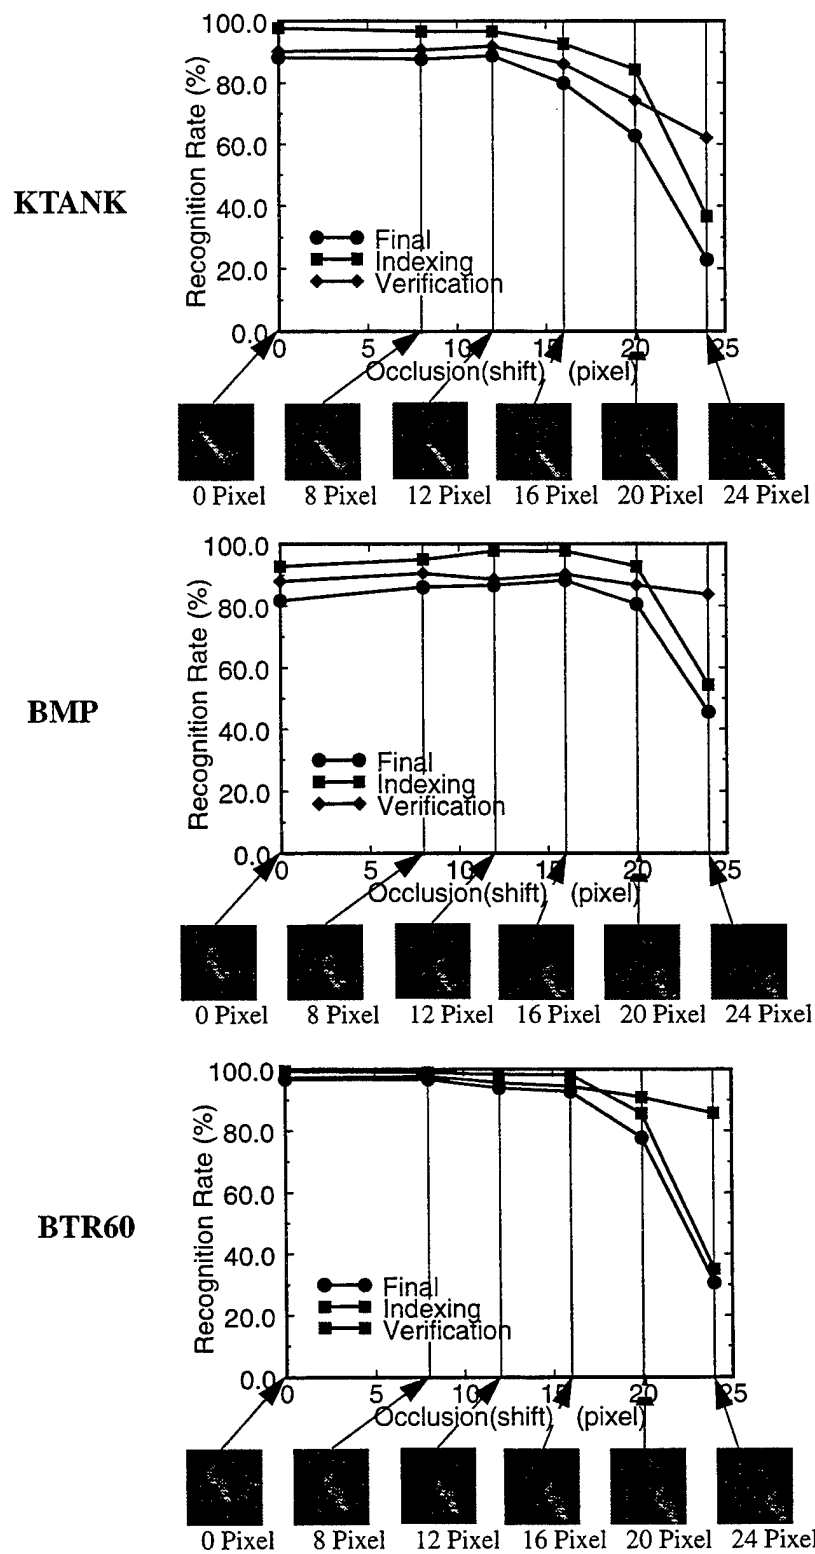 KTANK
Recognition Rate (%)
100.0
80.0
60.0
40.0
20.0
0.0
Final
Indexing
Verification
0 5 10 15 20 25
Occlusion(shift) (pixel)
0 Pixel 8 Pixel 12 Pixel 16 Pixel 20 Pixel 24 Pixel
BMP
Recognition Rate (%)
100.0
80.0
60.0
40.0
20.0
0.0
Final
Indexing
Verification
0 5 10 15 20 25
Occlusion(shift) (pixel)
0 Pixel 8 Pixel 12 Pixel 16 Pixel 20 Pixel 24 Pixel
BTR60
Recognition Rate (%)
100.0
80.0
60.0
40.0
20.0
0.0
Final
Indexing
Verification
0 5 10 15 20 25
Occlusion(shift) (pixel)
0 Pixel 8 Pixel 12 Pixel 16 Pixel 20 Pixel 24 Pixel